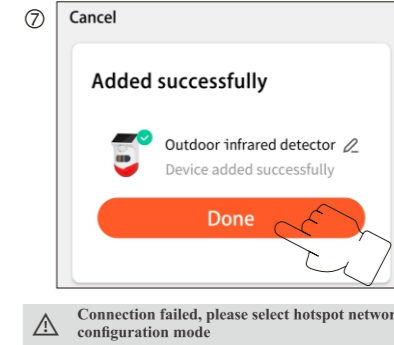 ⑦
Cancel
Added successfully
Outdoor infrared detector
Device added successfully
Done
Connection failed, please select hotspot networ
configuration mode